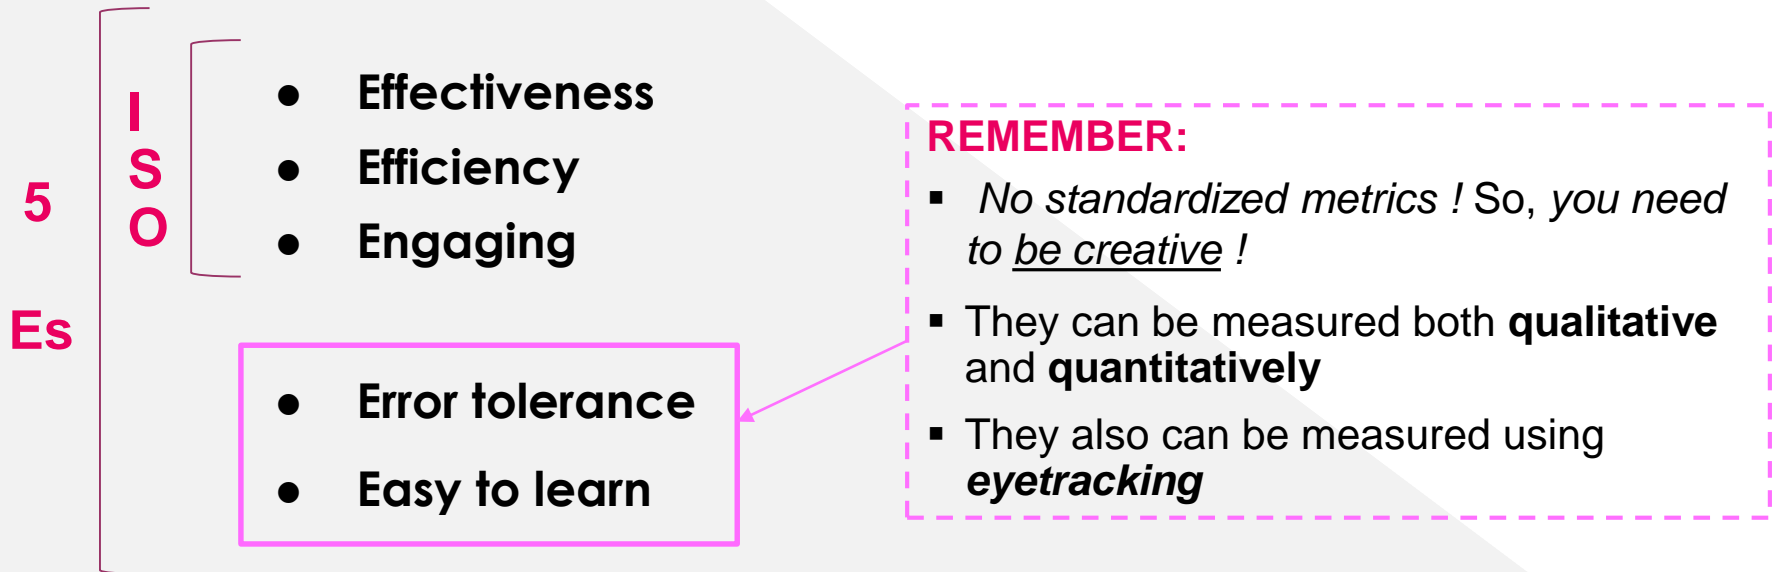 5
Es
I
S
O
● Effectiveness
● Efficiency
● Engaging
● Error tolerance
● Easy to learn
REMEMBER:
▪ No standardized metrics ! So, you need
to be creative !
▪ They can be measured both qualitative
and quantitatively
▪ They also can be measured using
eyetracking